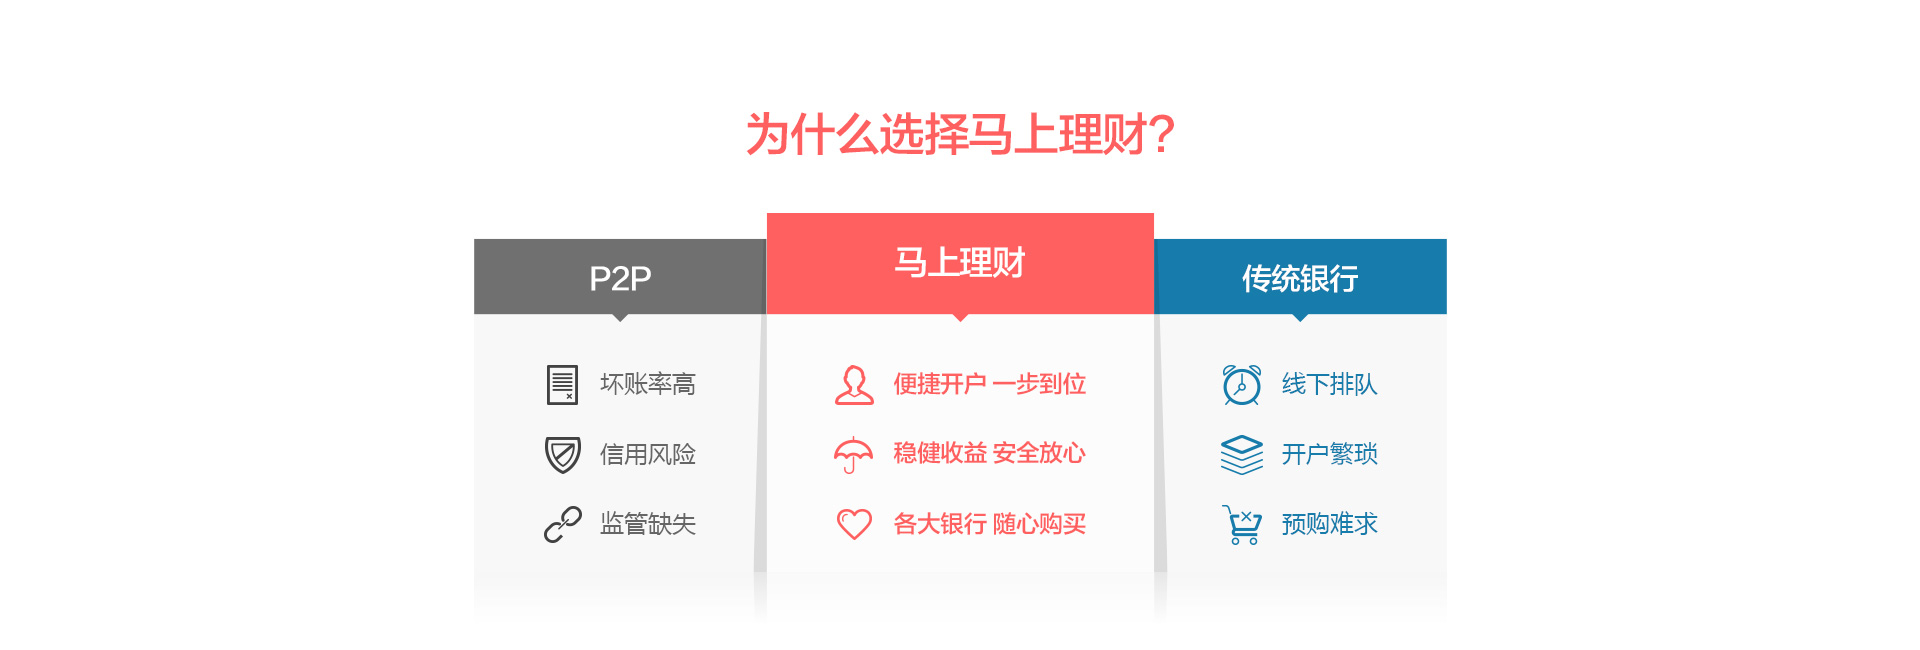 为什么选择马上理财?
P2P
马上理财
传统银行
坏账率高
便捷开户 一步到位
线下排队
信用风险
稳健收益 安全放心
开户繁琐
监管缺失
各大银行 随心购买
预购难求